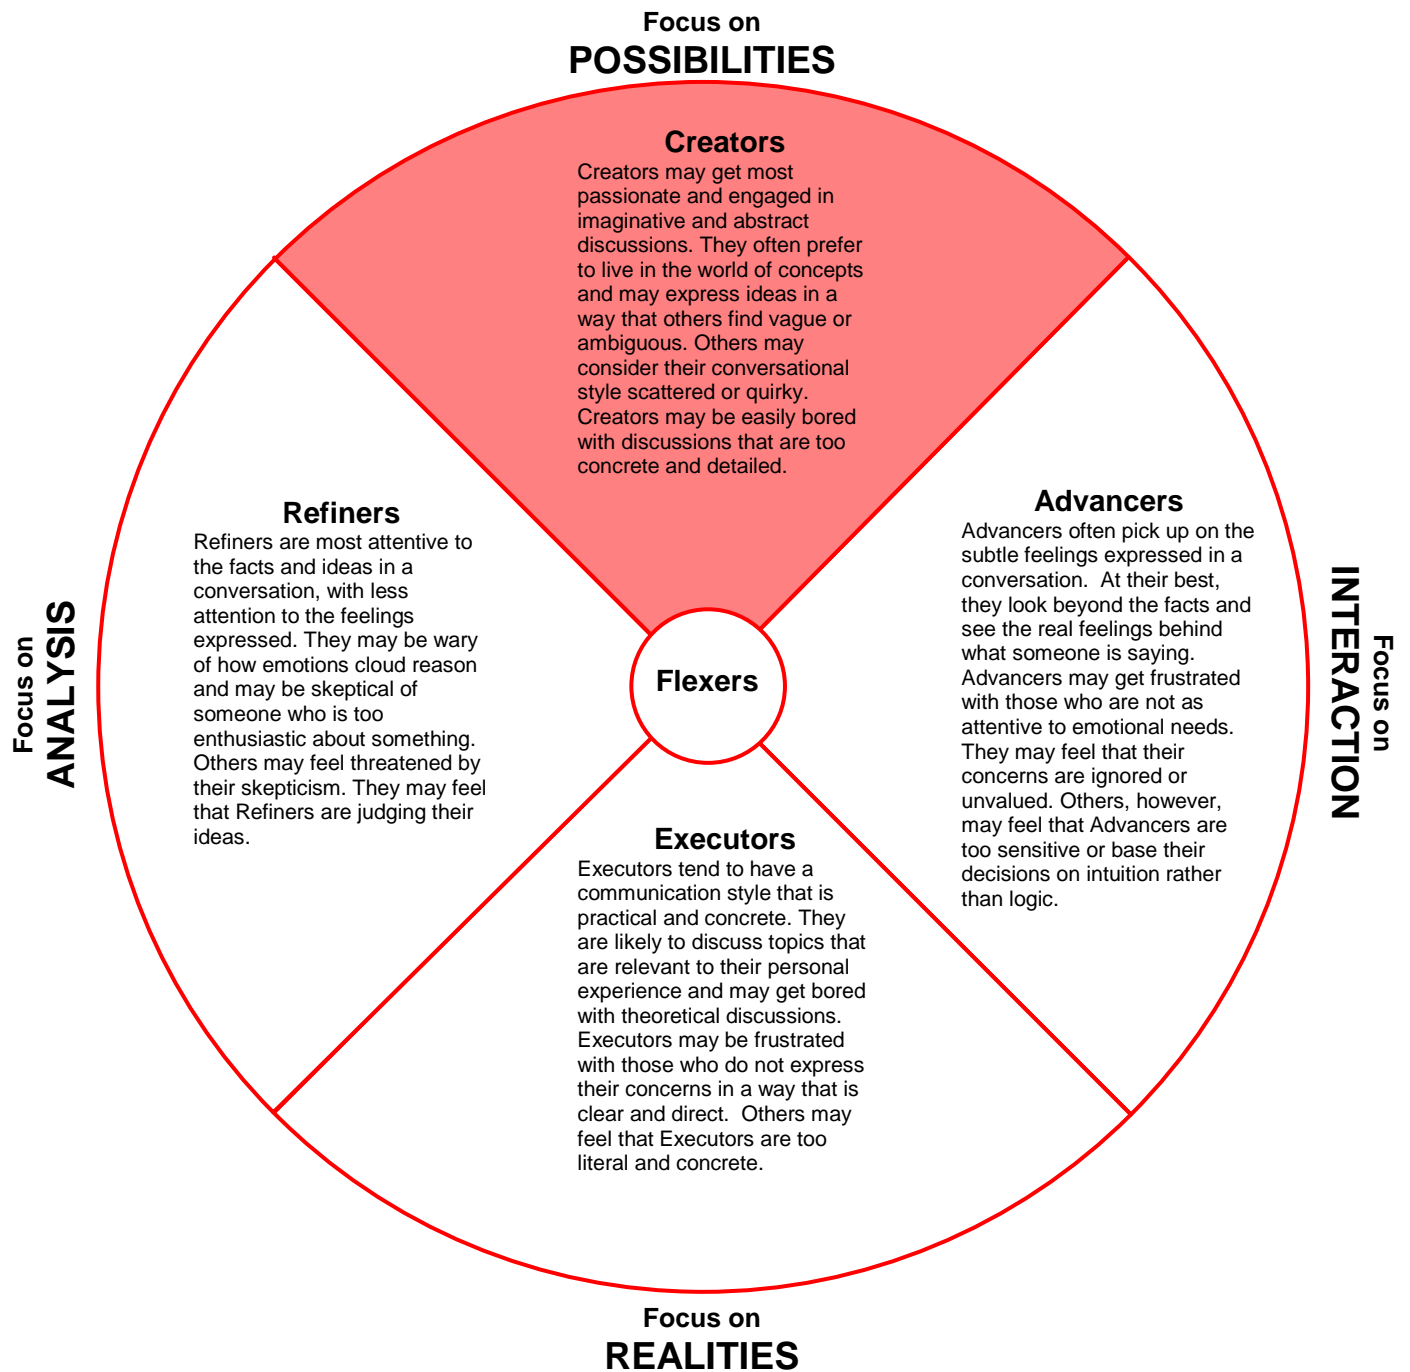 Focus on
POSSIBILITIES
Creators
Creators may get most
passionate and engaged in
imaginative and abstract
discussions. They often prefer
to live in the world of concepts
and may express ideas in a
way that others find vague or
ambiguous. Others may
consider their conversational
style scattered or quirky.
Creators may be easily bored
with discussions that are too
concrete and detailed.
Focus on
ANALYSIS
Refiners
Refiners are most attentive to
the facts and ideas in a
conversation, with less
attention to the feelings
expressed. They may be wary
of how emotions cloud reason
and may be skeptical of
someone who is too
enthusiastic about something.
Others may feel threatened by
their skepticism. They may feel
that Refiners are judging their
ideas.
Flexers
Advancers
Advancers often pick up on the
subtle feelings expressed in a
conversation.  At their best,
they look beyond the facts and
see the real feelings behind
what someone is saying.
Advancers may get frustrated
with those who are not as
attentive to emotional needs.
They may feel that their
concerns are ignored or
unvalued. Others, however,
may feel that Advancers are
too sensitive or base their
decisions on intuition rather
than logic.
Focus on
INTERACTION
Executors
Executors tend to have a
communication style that is
practical and concrete. They
are likely to discuss topics that
are relevant to their personal
experience and may get bored
with theoretical discussions.
Executors may be frustrated
with those who do not express
their concerns in a way that is
clear and direct.  Others may
feel that Executors are too
literal and concrete.
Focus on
REALITIES